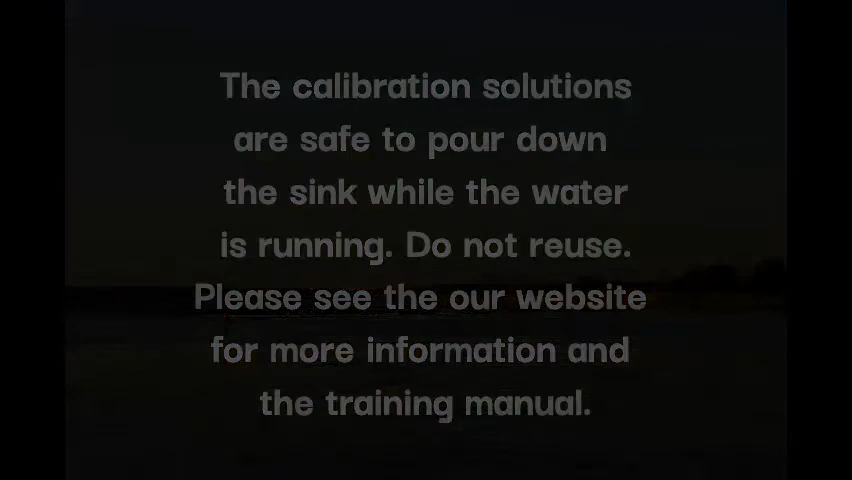 The calibration solutions
are safe to pour down
the sink while the water
is running. Do not reuse.
Please see the our website
for more information and
the training manual.